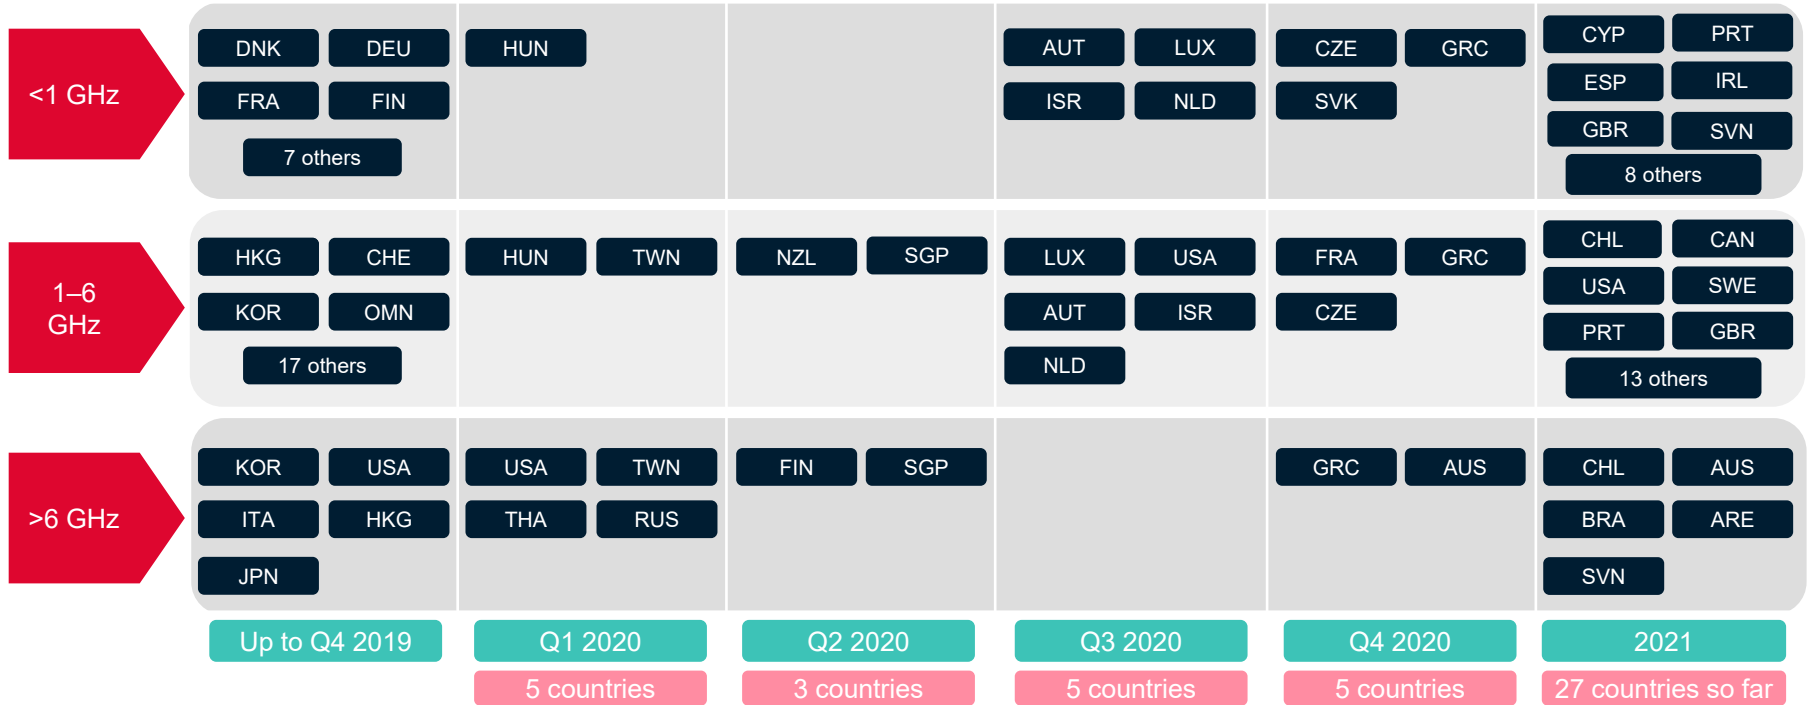 <1 GHz
DNK DEU
FRA FIN
7 others
HUN
AUT LUX
ISR NLD
CZE GRC
SVK
CYP PRT
ESP IRL
GBR SVN
8 others
1–6
GHz
HKG CHE
KOR OMN
17 others
HUN TWN
NZL SGP
LUX USA
AUT ISR
NLD
FRA GRC
CZE
CHL CAN
USA SWE
PRT GBR
13 others
>6 GHz
KOR USA
ITA HKG
JPN
USA TWN
THA RUS
FIN SGP
GRC AUS
CHL AUS
BRA ARE
SVN
Up to Q4 2019 Q1 2020 Q2 2020 Q3 2020 Q4 2020 2021
5 countries 3 countries 5 countries 5 countries 27 countries so far